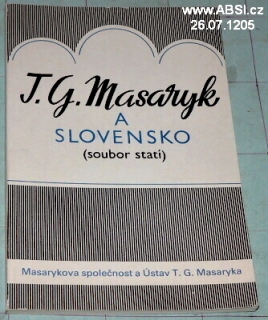 www.ABSI.cz
26.07.1205
T. G. Masaryk
A
SLOVENSKO
(soubor statí)
Masarykova společnost a Ústav T. G. Masaryka